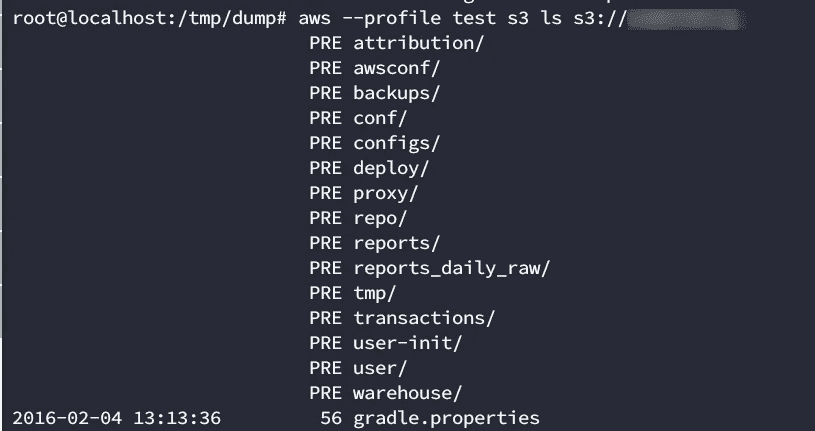 root@localhost:/tmp/dump# aws --profile test s3 ls s3://
PRE attribution/
PRE awsconf/
PRE backups/
PRE conf/
PRE configs/
PRE deploy/
PRE proxy/
PRE repo/
PRE reports/
PRE reports_daily_raw/
PRE tmp/
PRE transactions/
PRE user-init/
PRE user/
PRE warehouse/
2016-02-04 13:13:36 56 gradle.properties